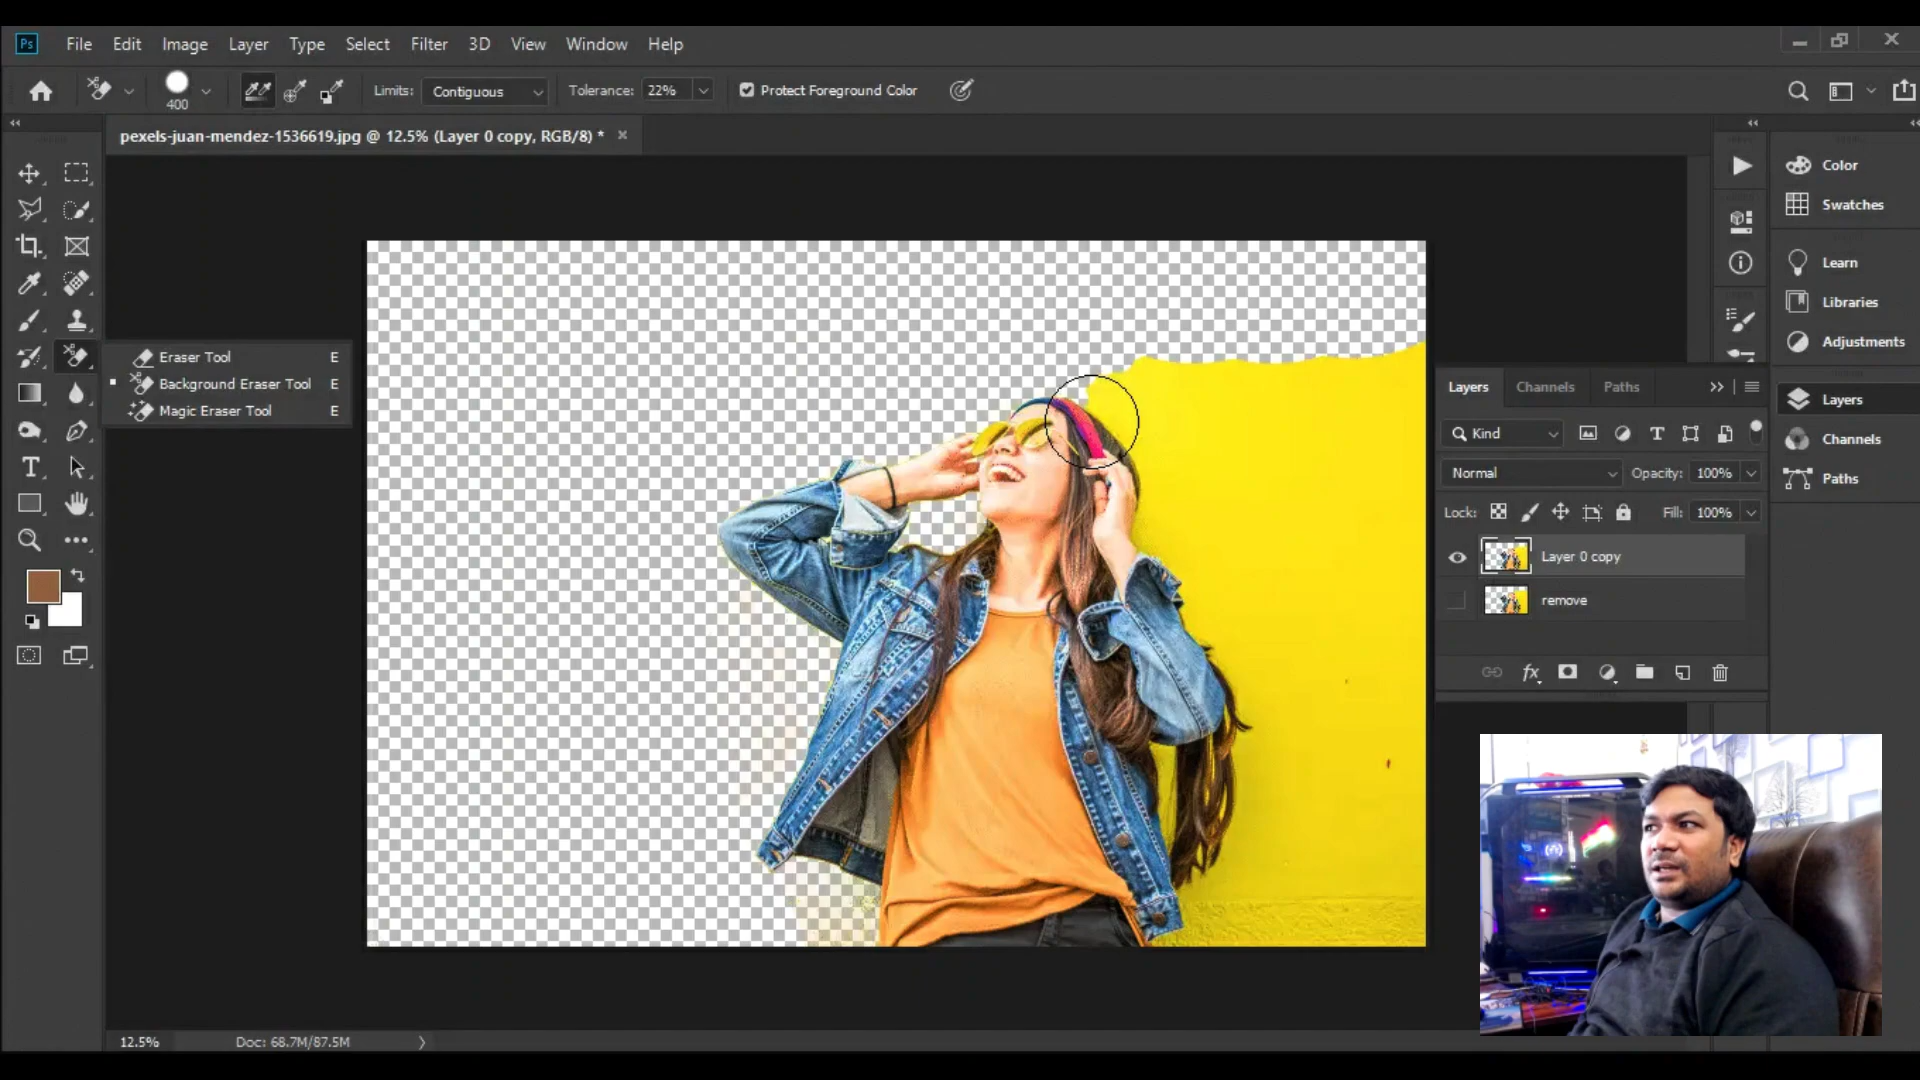 Ps File Edit Image Layer Type Select Filter 3D View Window Help
400 Limits: Contiguous Tolerance: 22% Protect Foreground Color
pexels-juan-mendez-1536619.jpg @ 12.5% (Layer 0 copy, RGB/8) *
Eraser Tool E
Background Eraser Tool E
Magic Eraser Tool E
Color
Swatches
Learn
Libraries
Adjustments
Layers
Channels
Paths
Layers Channels Paths
Kind
Normal Opacity: 100%
Lock: Fill: 100%
Layer 0 copy
remove
fx
12.5% Doc: 68.7M/87.5M